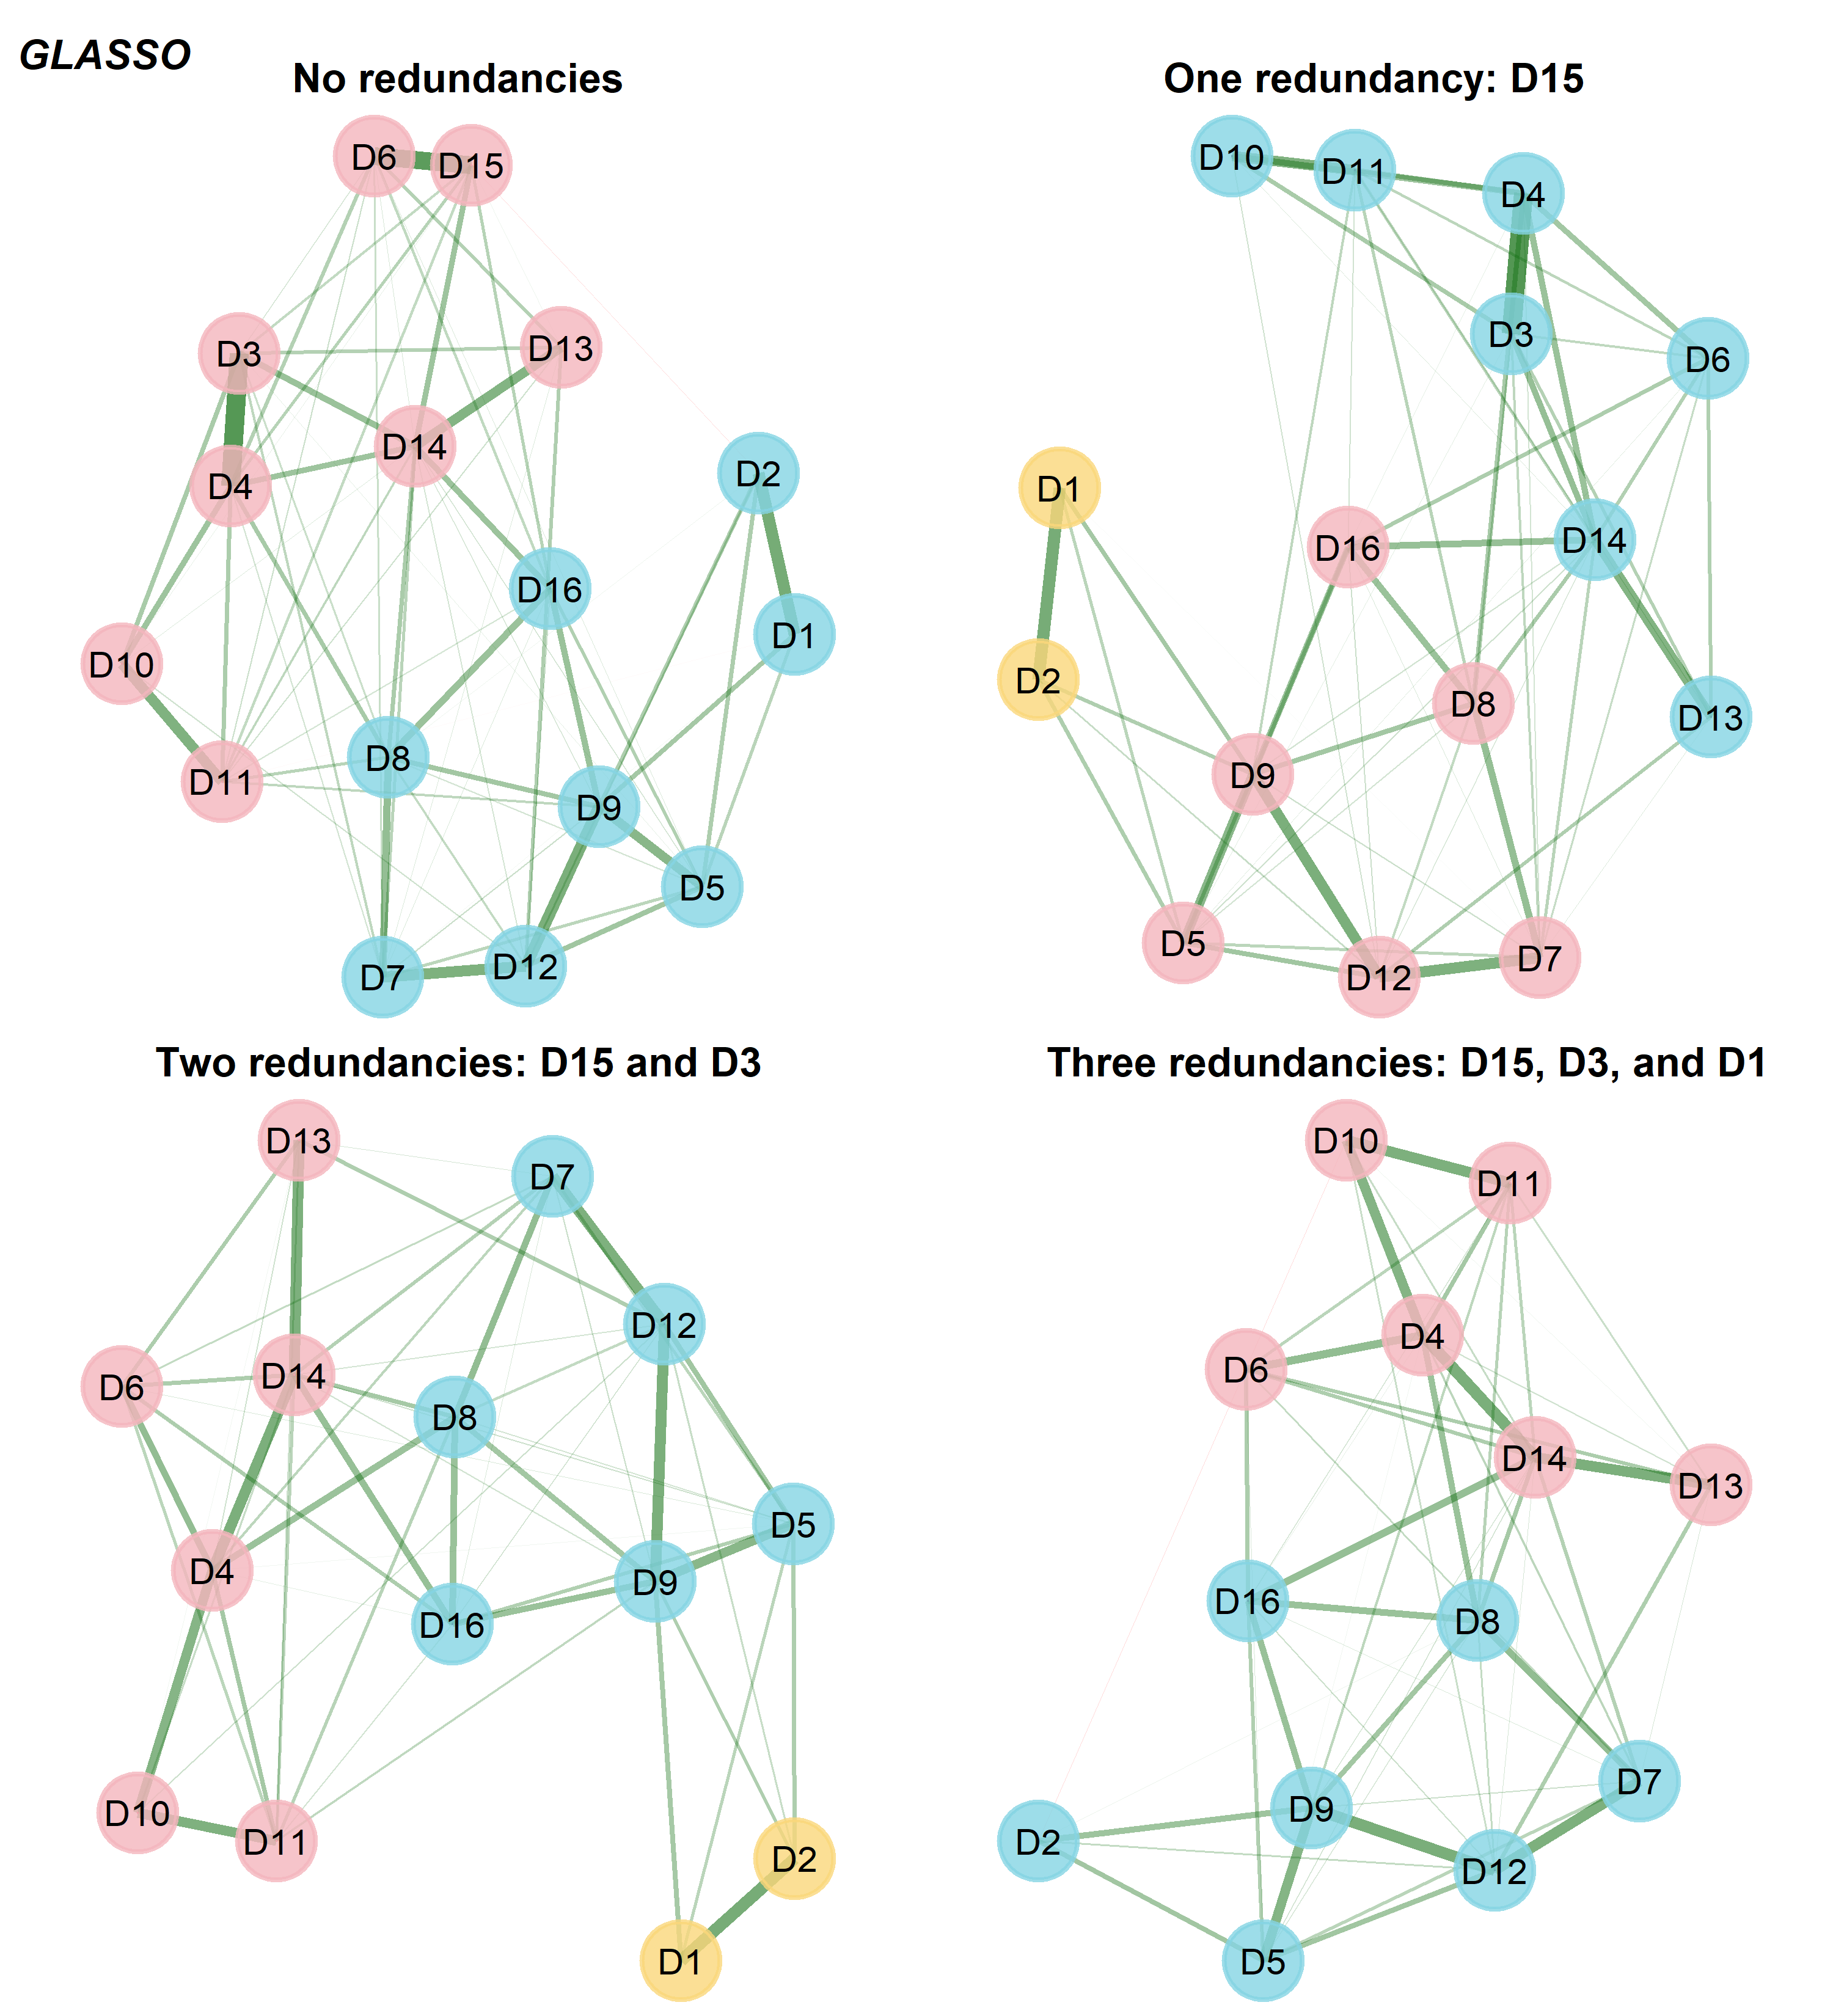 GLASSO
No redundancies
One redundancy: D15
D6 D15
D3 D13
D14
D4
D2
D16
D1
D10
D8
D11
D9
D5
D12
D7
D10 D11 D4
D3
D6
D1
D16 D14
D2
D8 D13
D9
D5
D12 D7
Two redundancies: D15 and D3
Three redundancies: D15, D3, and D1
D13
D7
D12
D6 D14
D8
D5
D4 D9
D16
D10
D11
D2
D1
D10
D11
D4
D6
D14
D13
D16 D8
D7
D9
D2
D12
D5